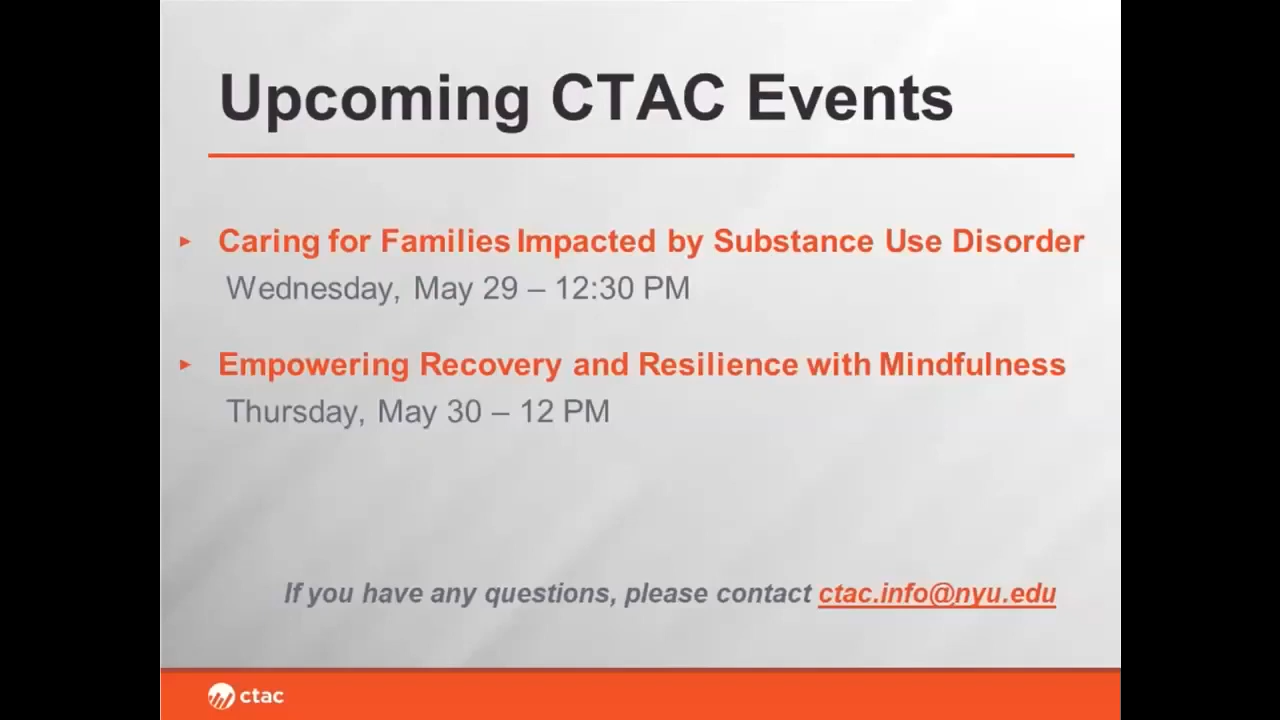 Upcoming CTAC Events
▸ Caring for Families Impacted by Substance Use Disorder
Wednesday, May 29 – 12:30 PM
▸ Empowering Recovery and Resilience with Mindfulness
Thursday, May 30 – 12 PM
If you have any questions, please contact ctac.info@nyu.edu
ctac